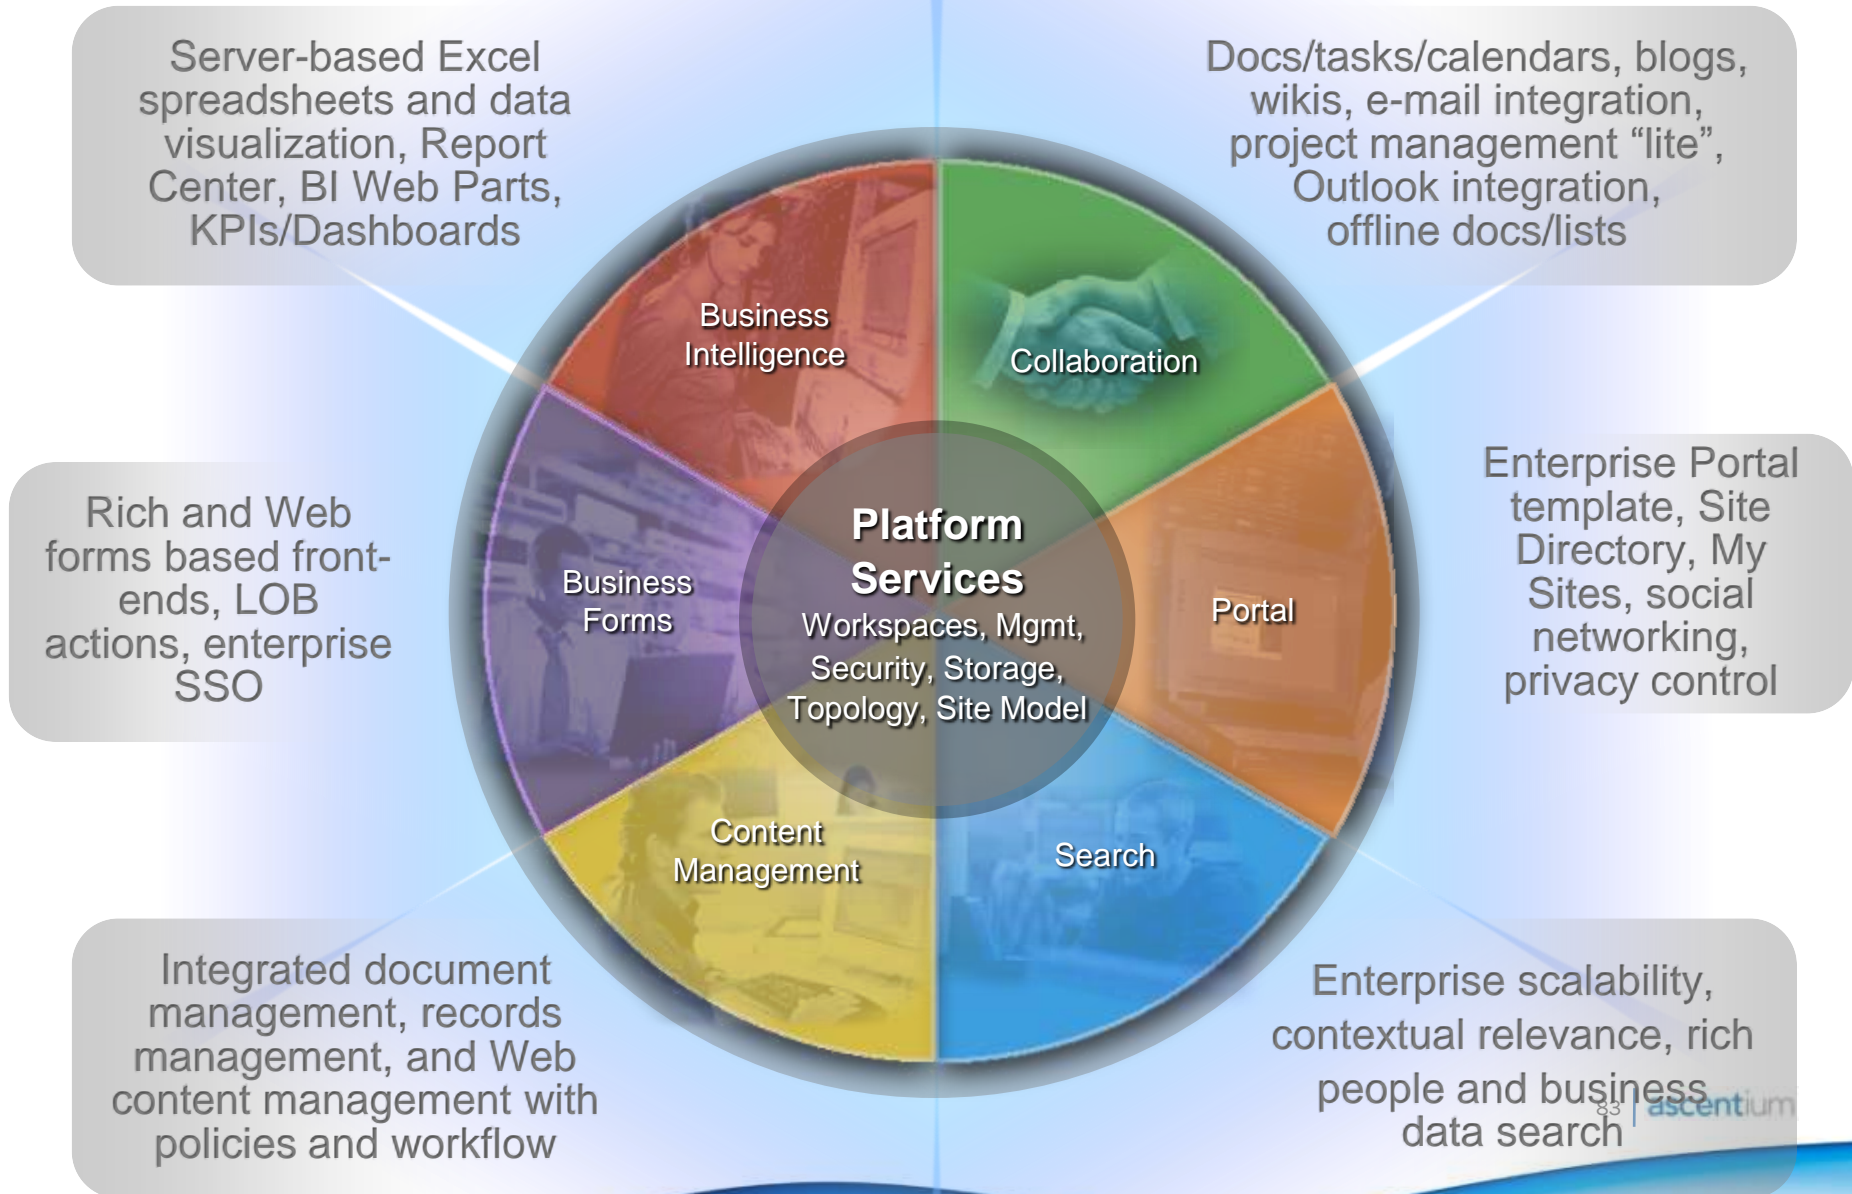 Server-based Excel
spreadsheets and data
visualization, Report
Center, BI Web Parts,
KPIs/Dashboards
Docs/tasks/calendars, blogs,
wikis, e-mail integration,
project management “lite”,
Outlook integration,
offline docs/lists
Business
Intelligence
Collaboration
Rich and Web
forms based front-
ends, LOB
actions, enterprise
SSO
Business
Forms
Platform
Services
Workspaces, Mgmt,
Security, Storage,
Topology, Site Model
Portal
Enterprise Portal
template, Site
Directory, My
Sites, social
networking,
privacy control
Content
Management
Search
Integrated document
management, records
management, and Web
content management with
policies and workflow
Enterprise scalability,
contextual relevance, rich
people and business
data search
83 | ascentium